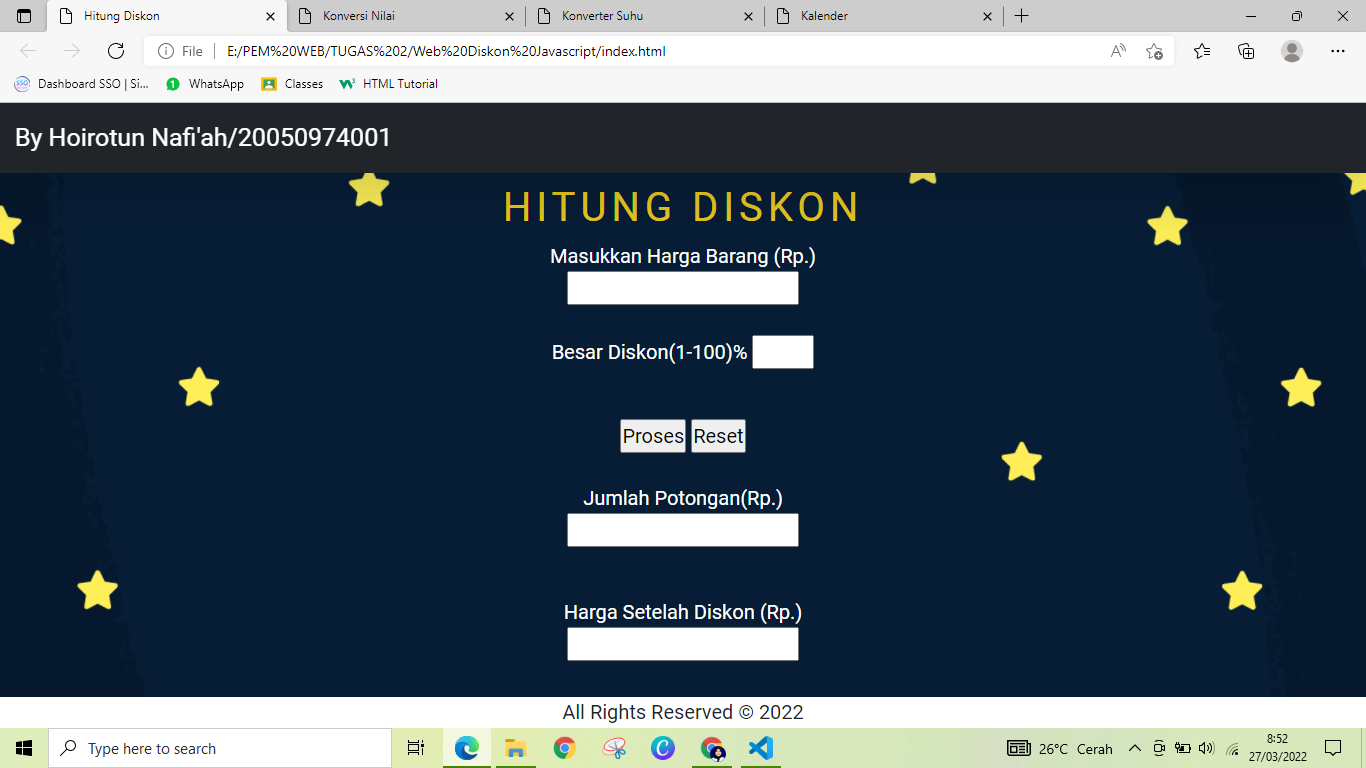 Hitung Diskon
Konversi Nilai
Konverter Suhu
Kalender
File
E:/PEM%20WEB/TUGAS%202/Web%20Diskon%20Javascript/index.html
Dashboard SSO | Si...
WhatsApp
Classes
HTML Tutorial
By Hoirotun Nafi'ah/20050974001
HITUNG DISKON
Masukkan Harga Barang (Rp.)
Besar Diskon(1-100)%
Proses Reset
Jumlah Potongan(Rp.)
Harga Setelah Diskon (Rp.)
All Rights Reserved © 2022
Type here to search
26°C Cerah
8:52
27/03/2022